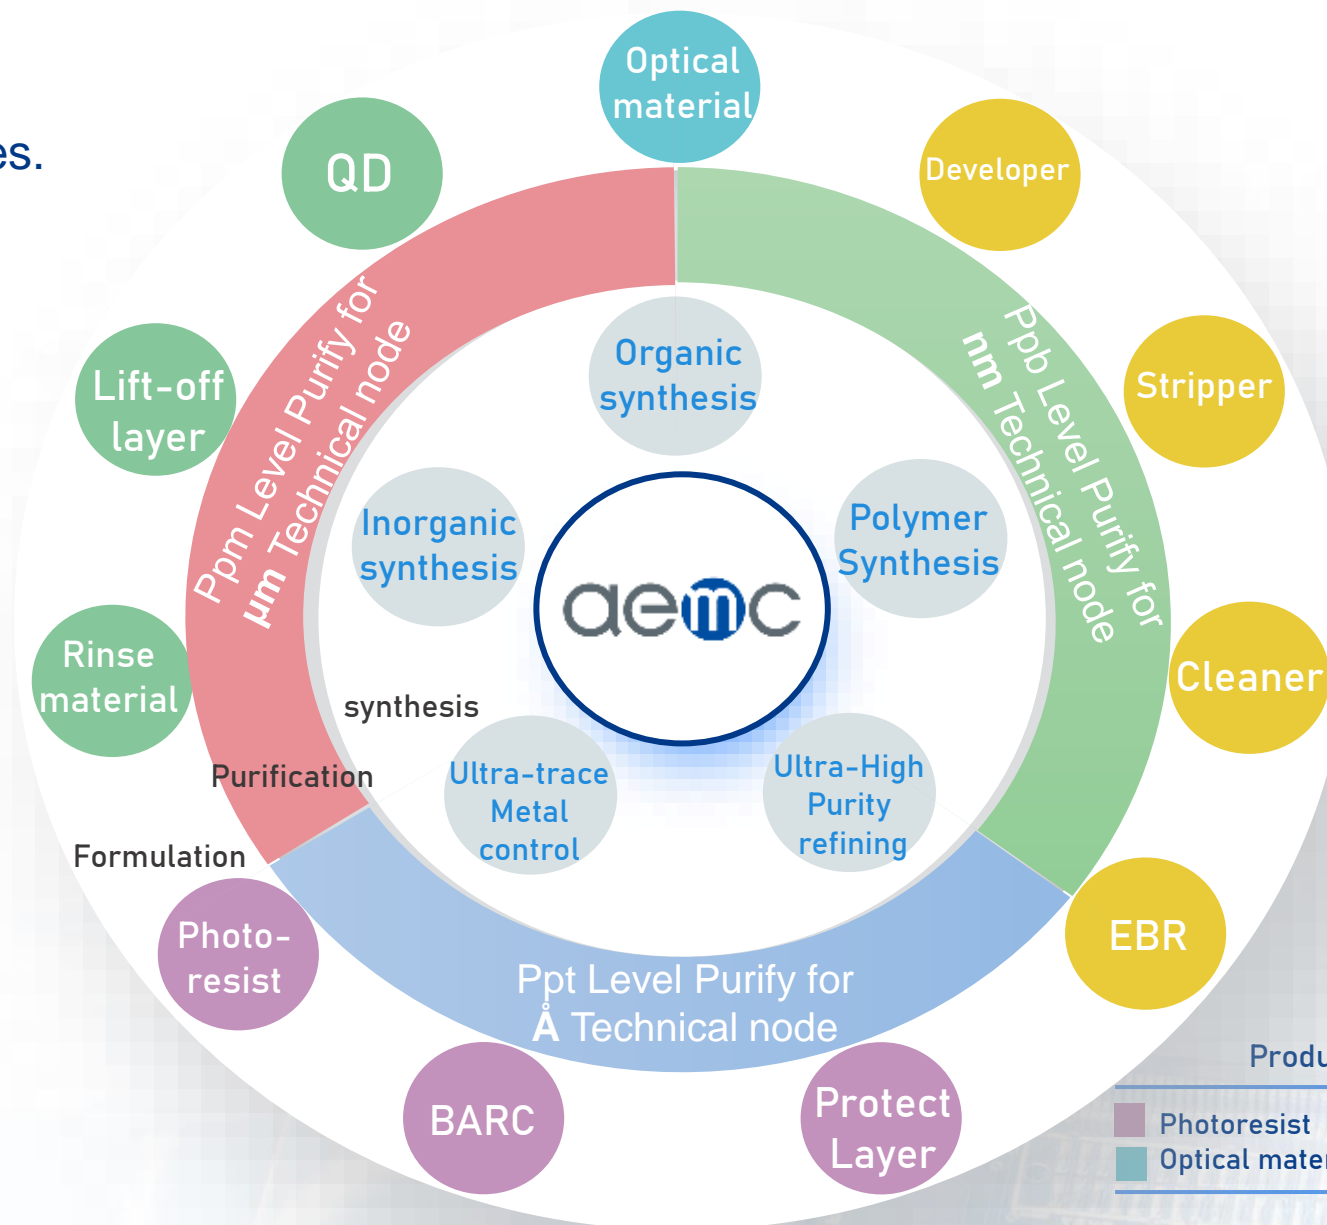 es.
Optical
material
QD
Developer
Lift-off
layer
Stripper
Rinse
material
Cleaner
Ppm Level Purify for
µm Technical node
Ppb Level Purify for
nm Technical node
Organic
synthesis
Inorganic
synthesis
Polymer
Synthesis
aemc
synthesis
Purification
Formulation
Ultra-trace
Metal
control
Ultra-High
Purity
refining
Photo-
resist
EBR
Ppt Level Purify for
Å Technical node
BARC
Protect
Layer
Produ
Photoresist
Optical mater